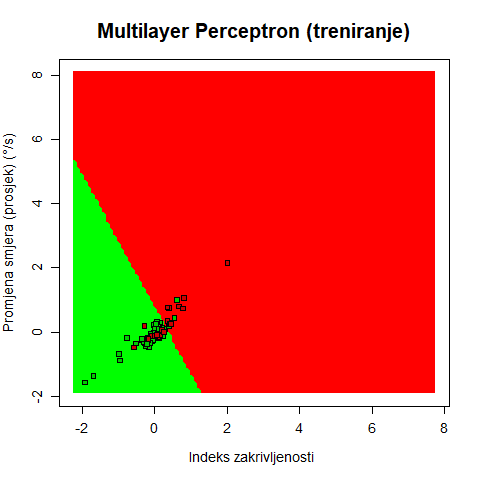 Multilayer Perceptron (treniranje)
Promjena smjera (prosjek) (°/s)
8
6
4
2
0
-2
-2 0 2 4 6 8
Indeks zakrivljenosti